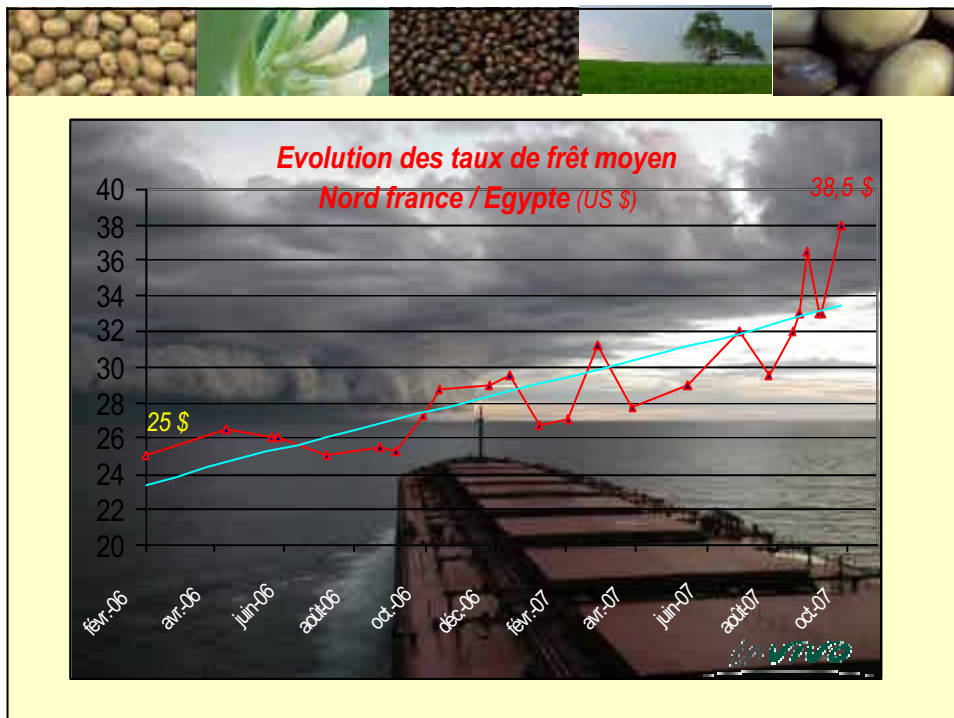 Evolution des taux de frêt moyen
Nord france / Egypte (US $)
38,5 $
40
38
36
34
32
30
28
26
24
22
20
25 $
févr.-06
avr.-06
juin-06
août-06
oct.-06
déc.-06
févr.-07
avr.-07
juin-07
août-07
oct.-07